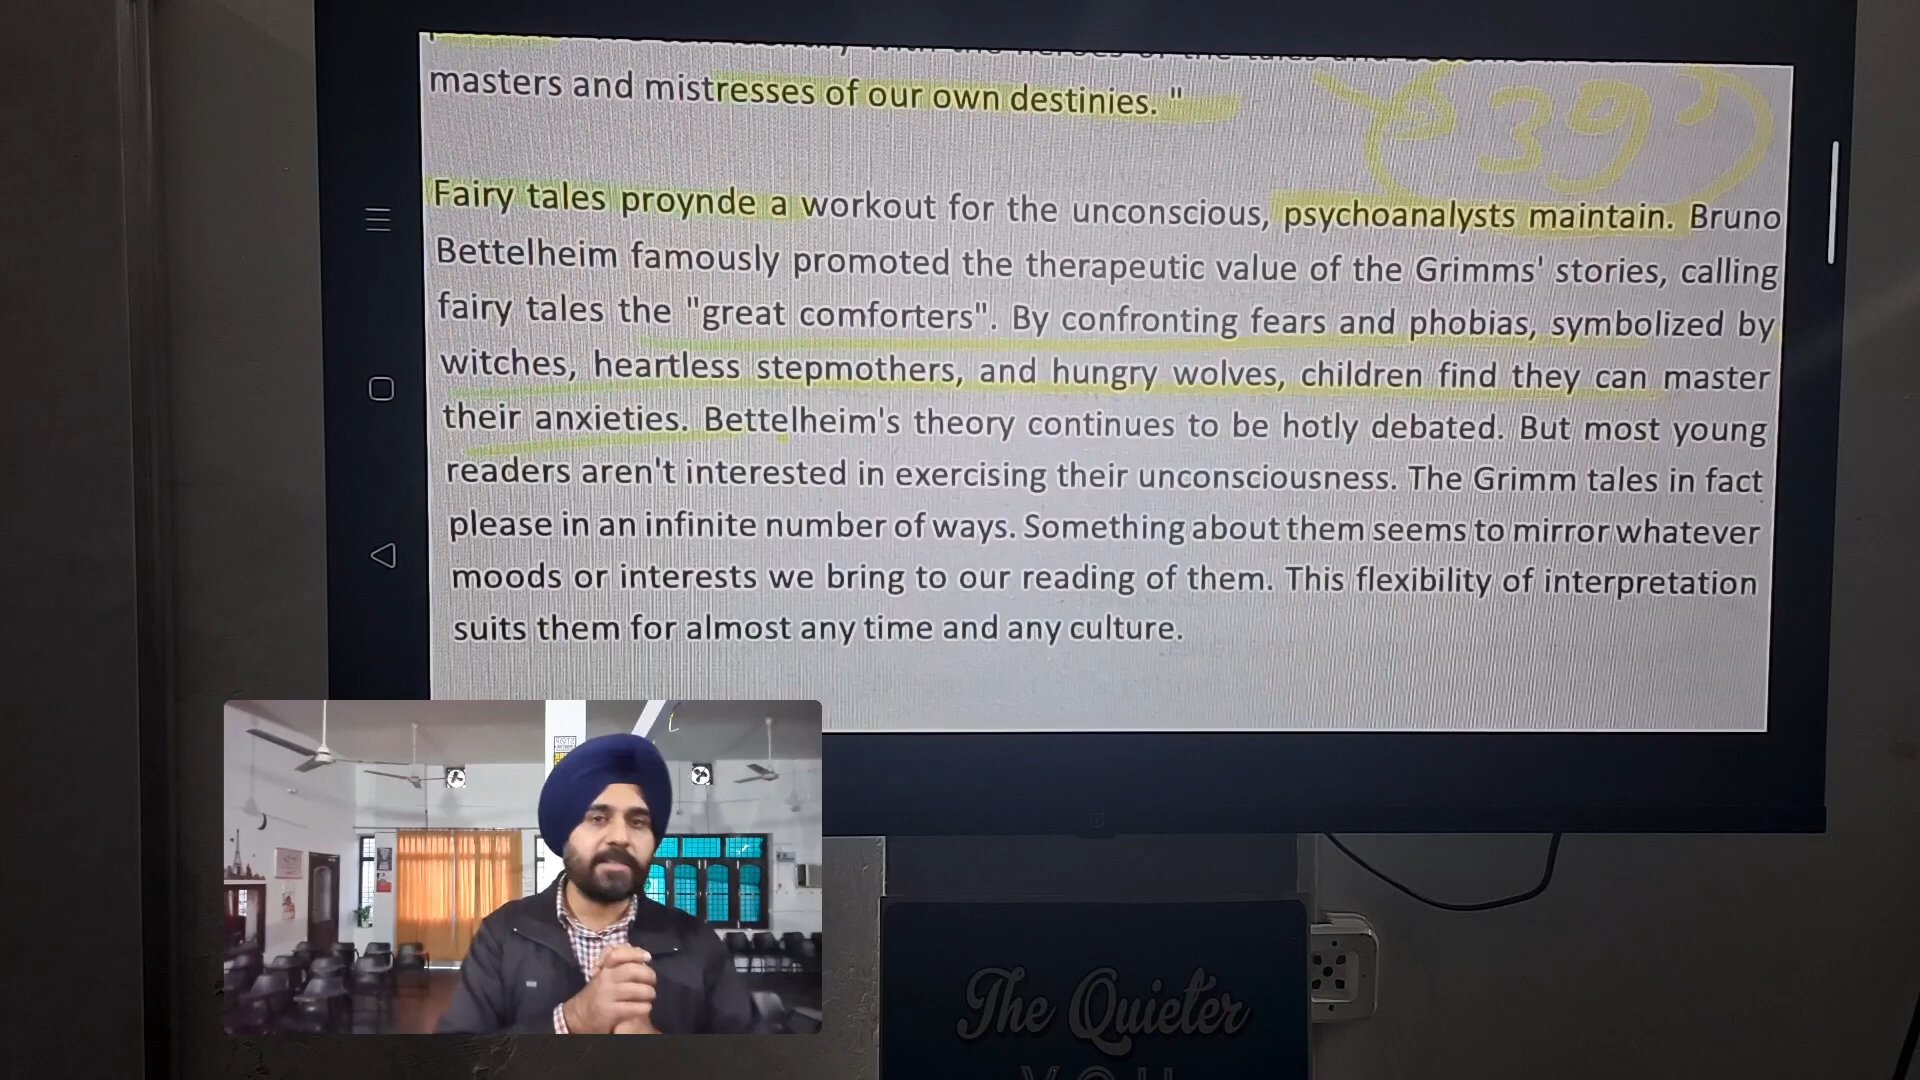 masters and mistresses of our own destinies. "
39
Fairy tales proynde a workout for the unconscious, psychoanalysts maintain. Bruno
Bettelheim famously promoted the therapeutic value of the Grimms' stories, calling
fairy tales the "great comforters". By confronting fears and phobias, symbolized by
witches, heartless stepmothers, and hungry wolves, children find they can master
their anxieties. Bettelheim's theory continues to be hotly debated. But most young
readers aren't interested in exercising their unconsciousness. The Grimm tales in fact
please in an infinite number of ways. Something about them seems to mirror whatever
moods or interests we bring to our reading of them. This flexibility of interpretation
suits them for almost any time and any culture.
The Quieter
YOU